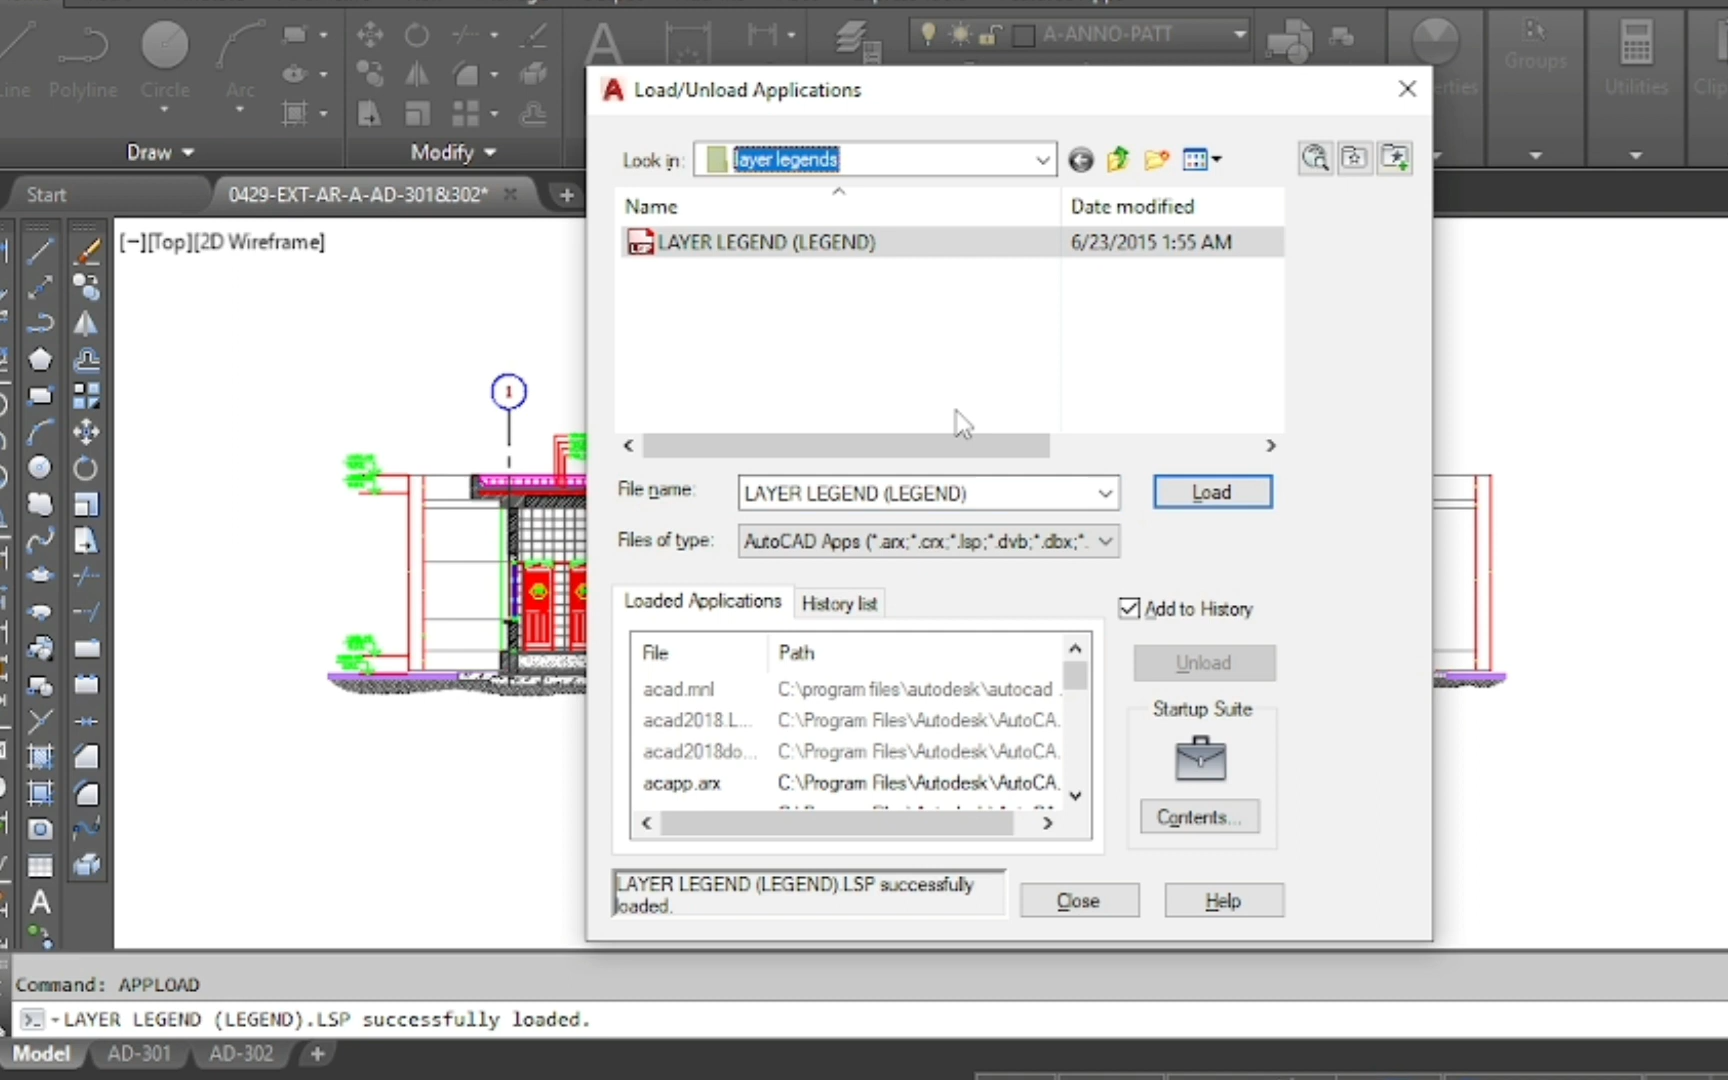 A-ANNO-PATT
Line
Polyline
Circle
Arc
Groups
Utilities
Draw
Modify
Start
0429-EXT-AR-A-AD-301&302*
[−][Top][2D Wireframe]
1
Load/Unload Applications
Look in: layer legends
Name
Date modified
LAYER LEGEND (LEGEND)
6/23/2015 1:55 AM
File name:
LAYER LEGEND (LEGEND)
Load
Files of type:
AutoCAD Apps (*.arx;*.crx;*.lsp;*.dvb;*.dbx;*.
Loaded Applications
History list
Add to History
File
Path
acad.mnl
C:\program files\autodesk\autocad .
acad2018.L...
C:\Program Files\Autodesk\AutoCA.
acad2018do...
C:\Program Files\Autodesk\AutoCA.
acapp.arx
C:\Program Files\Autodesk\AutoCA.
Unload
Startup Suite
Contents...
LAYER LEGEND (LEGEND).LSP successfully
loaded.
Close
Help
Command: APPLOAD
LAYER LEGEND (LEGEND).LSP successfully loaded.
Model
AD-301
AD-302